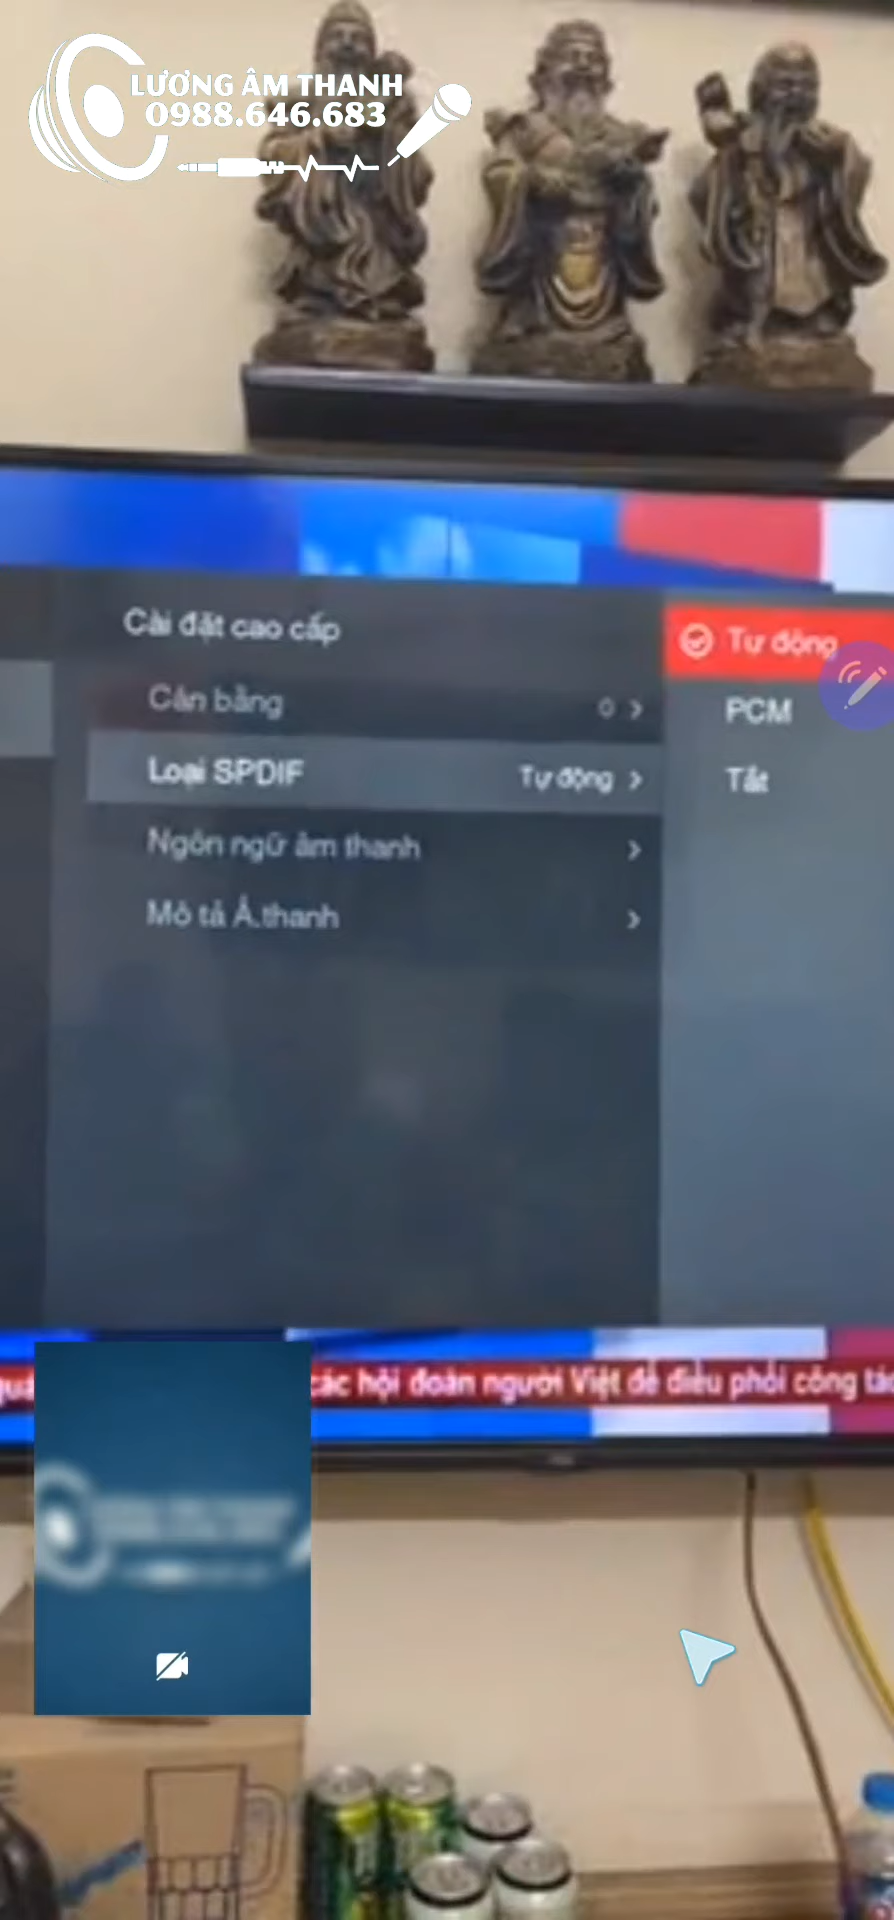 LƯƠNG ÂM THANH
0988.646.683
Cài đặt cao cấp
Tự động
Cân bằng 0
PCM
Loại SPDIF Tự động
Tắt
Ngôn ngữ âm thanh
Mô tả Â.thanh
các hội đoàn người Việt để điều phối công tác